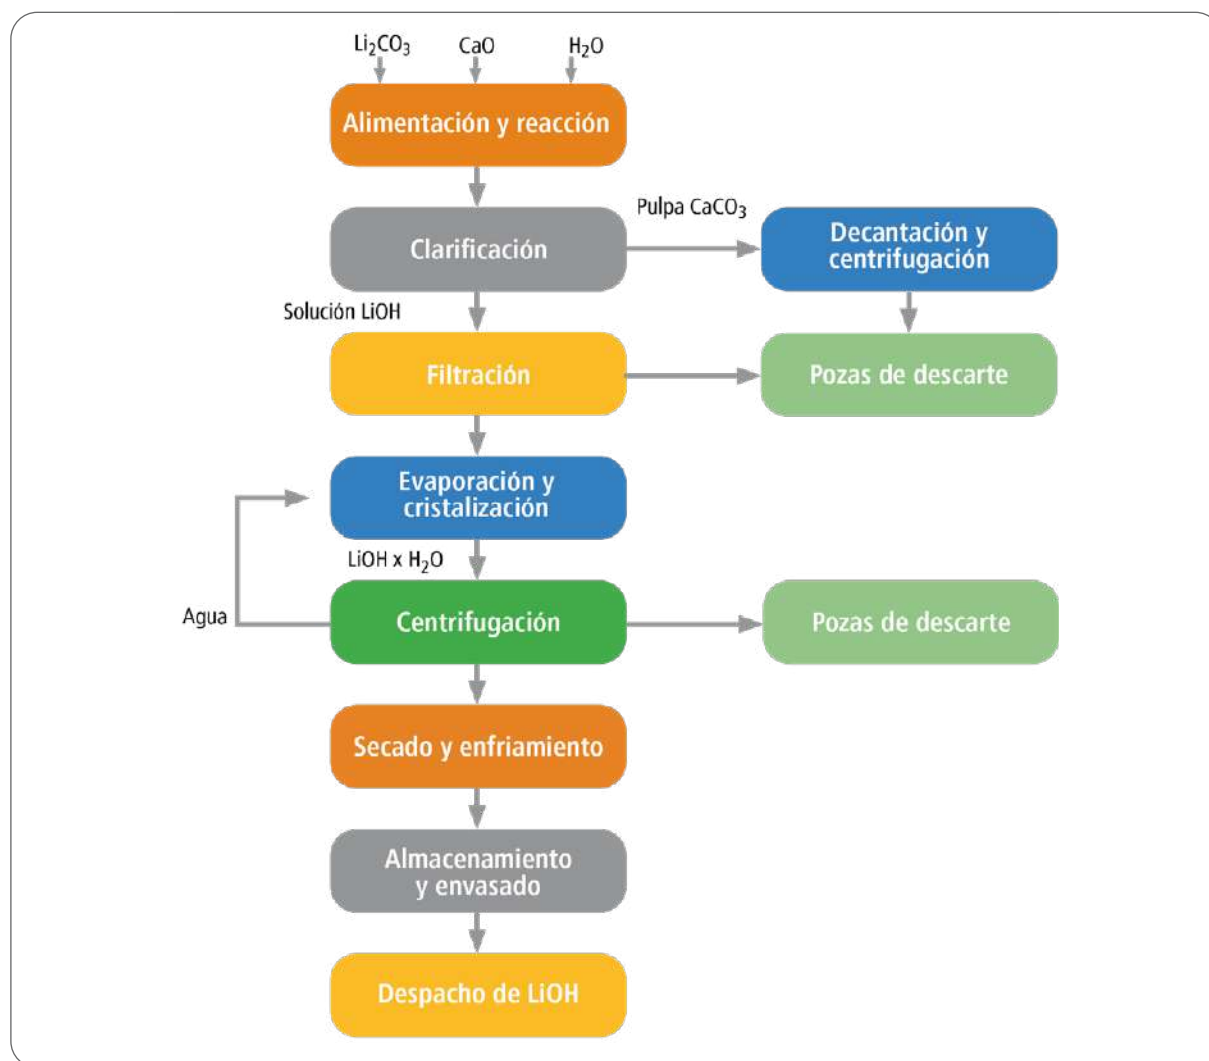 Li₂CO₃ CaO H₂O
Alimentación y reacción
Pulpa CaCO₃
Clarificación
Decantación y
centrifugación
Solución LiOH
Filtración
Pozas de descarte
Evaporación y
cristalización
LiOH x H₂O
Agua
Centrifugación
Pozas de descarte
Secado y enfriamiento
Almacenamiento
y envasado
Despacho de LiOH